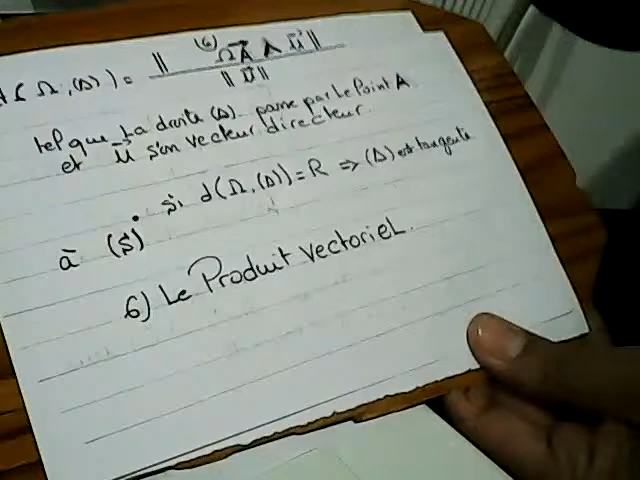 d(Ω,(Δ)) = ||ΩA ∧ u|| / ||u||
(6)
tel que la droite (Δ) passe par le Point A
et u son vecteur directeur.
si d(Ω,(Δ)) = R ⇒ (Δ) est tangente
à (S)
6) Le Produit vectoriel.